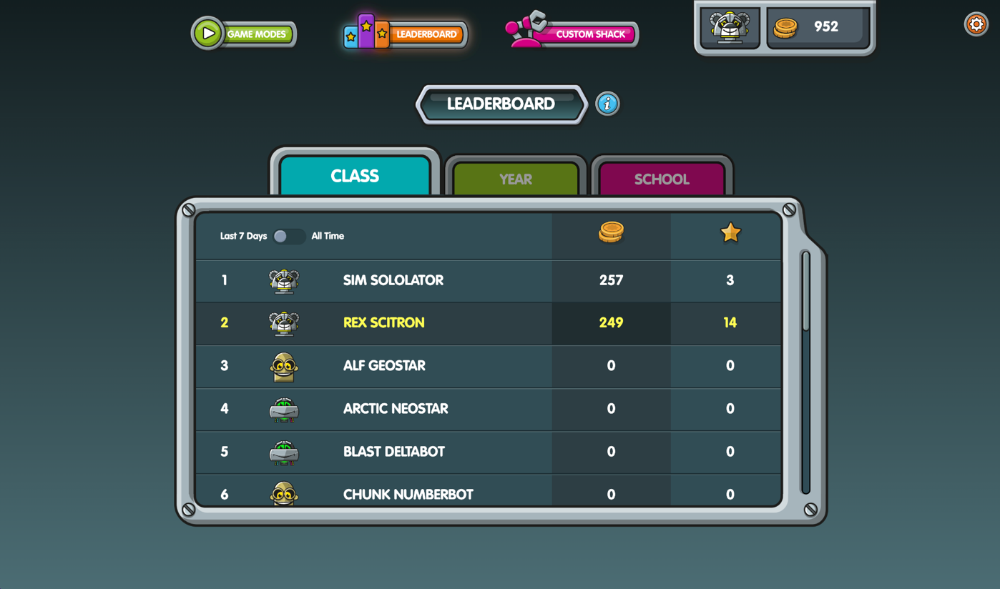 GAME MODES
LEADERBOARD
CUSTOM SHACK
952
LEADERBOARD
i
CLASS
YEAR
SCHOOL
Last 7 Days All Time
1 SIM SOLOLATOR 257 3
2 REX SCITRON 249 14
3 ALF GEOSTAR 0 0
4 ARCTIC NEOSTAR 0 0
5 BLAST DELTABOT 0 0
6 CHUNK NUMBERBOT 0 0